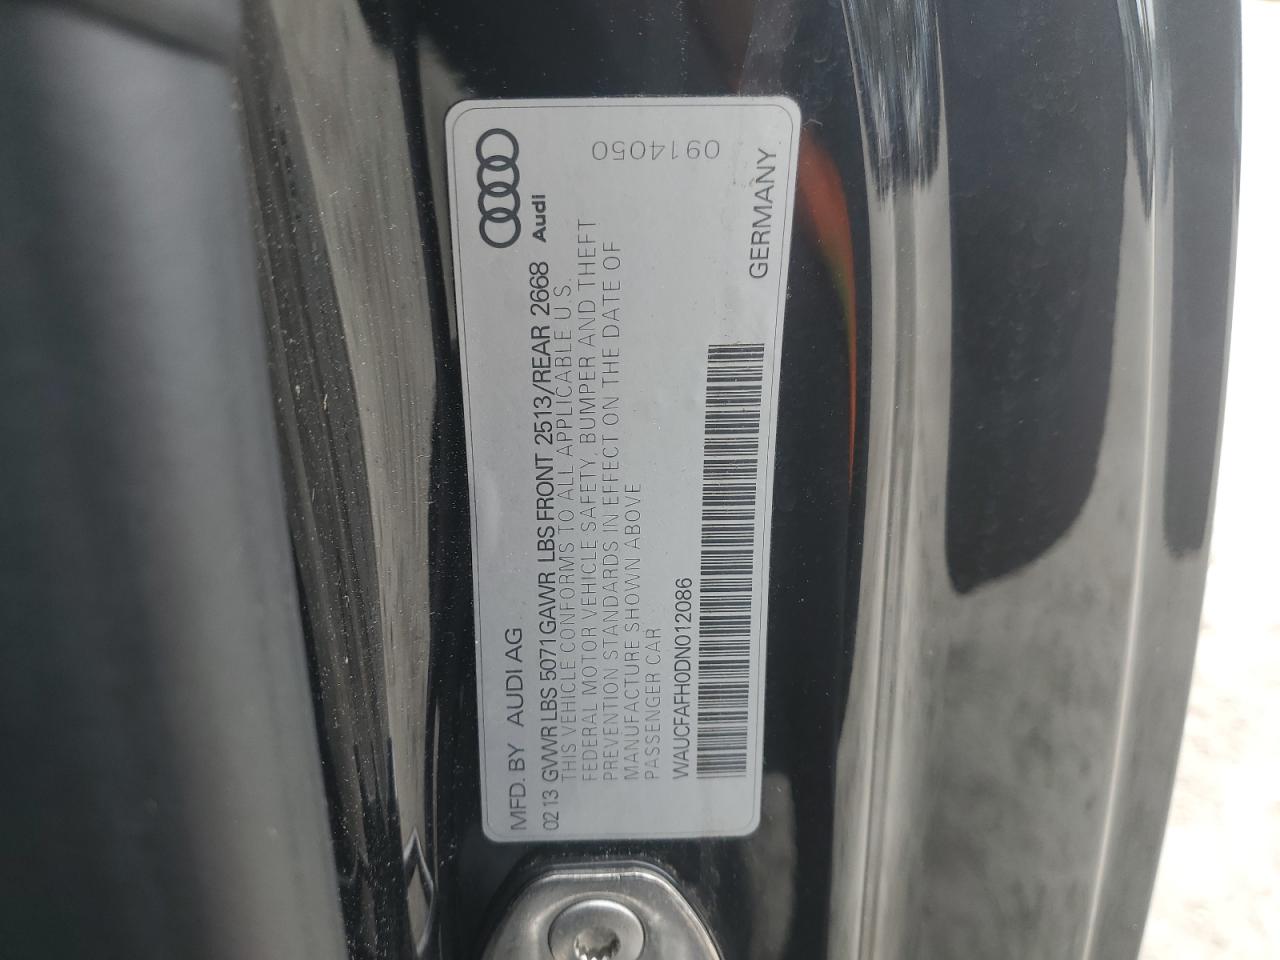 MFD. BY AUDI AG
02 13 GVWR LBS 5071 GAWR LBS FRONT 2513/REAR 2668
Audi
THIS VEHICLE CONFORMS TO ALL APPLICABLE U.S.
FEDERAL MOTOR VEHICLE SAFETY, BUMPER AND THEFT
PREVENTION STANDARDS IN EFFECT ON THE DATE OF
MANUFACTURE SHOWN ABOVE
PASSENGER CAR
WAUCFAFH0DN012086
0914050
GERMANY